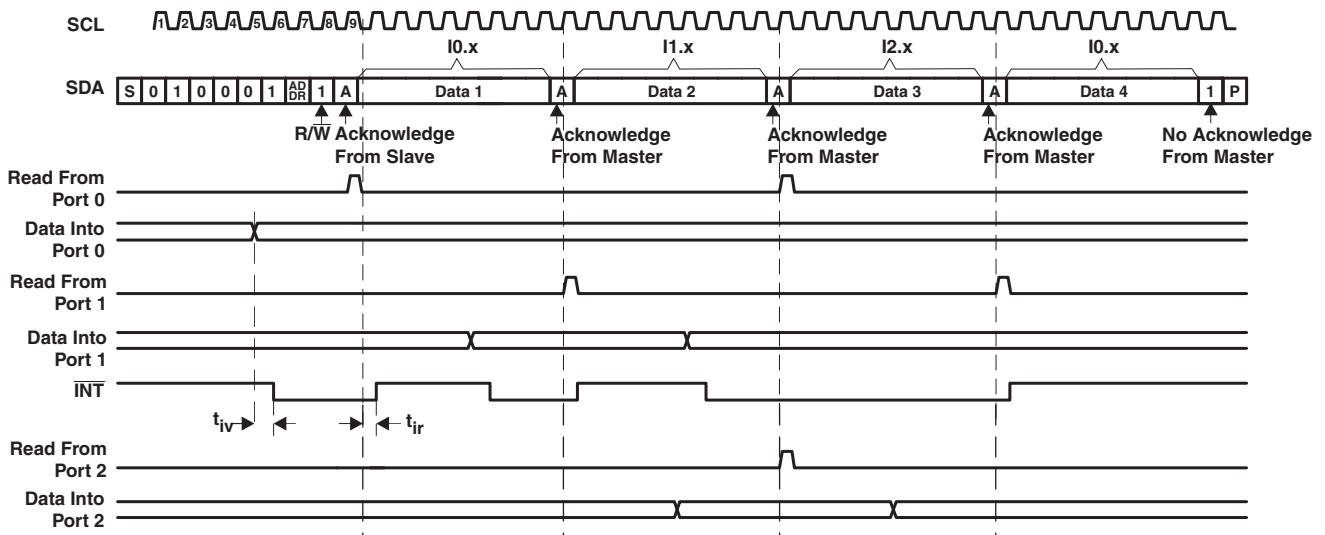 SCL 1 2 3 4 5 6 7 8 9
I0.x I1.x I2.x I0.x
SDA S 0 1 0 0 0 1 AD DR 1 A Data 1 A Data 2 A Data 3 A Data 4 1 P
R/W Acknowledge From Slave
Acknowledge From Master
Acknowledge From Master
Acknowledge From Master
No Acknowledge From Master
Read From
Port 0
Data Into
Port 0
Read From
Port 1
Data Into
Port 1
INT
tiv tir
Read From
Port 2
Data Into
Port 2